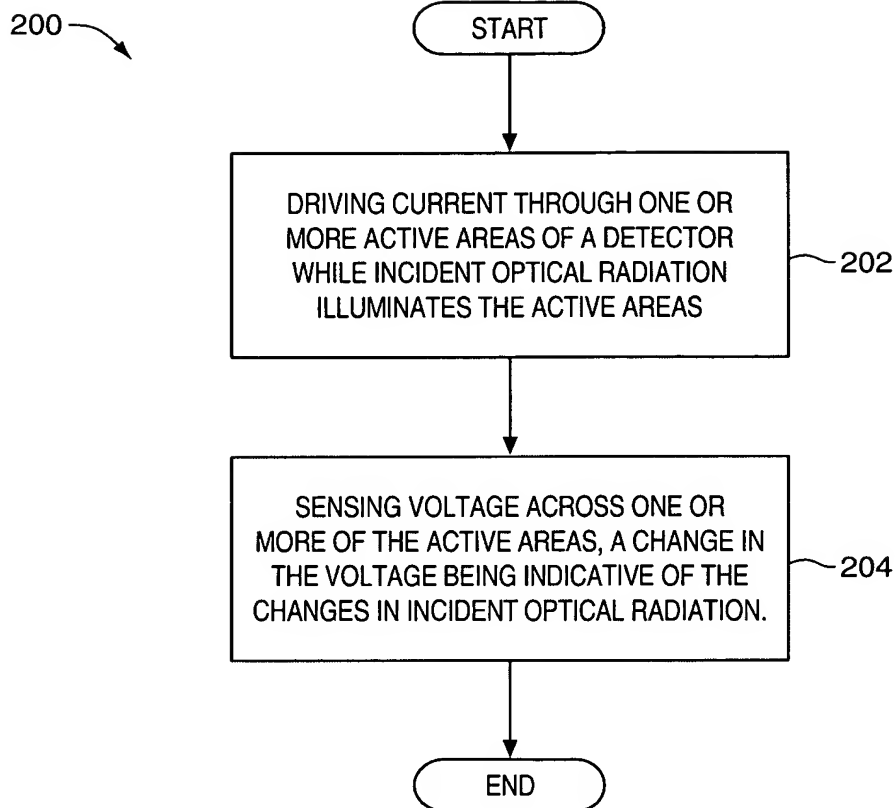 200
START
DRIVING CURRENT THROUGH ONE OR
MORE ACTIVE AREAS OF A DETECTOR
WHILE INCIDENT OPTICAL RADIATION
ILLUMINATES THE ACTIVE AREAS
202
SENSING VOLTAGE ACROSS ONE OR
MORE OF THE ACTIVE AREAS, A CHANGE IN
THE VOLTAGE BEING INDICATIVE OF THE
CHANGES IN INCIDENT OPTICAL RADIATION.
204
END